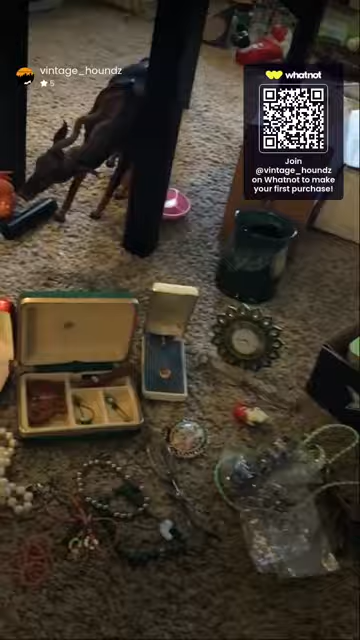 vintage_houndz
★ 5
whatnot
Join
@vintage_houndz
on Whatnot to make
your first purchase!